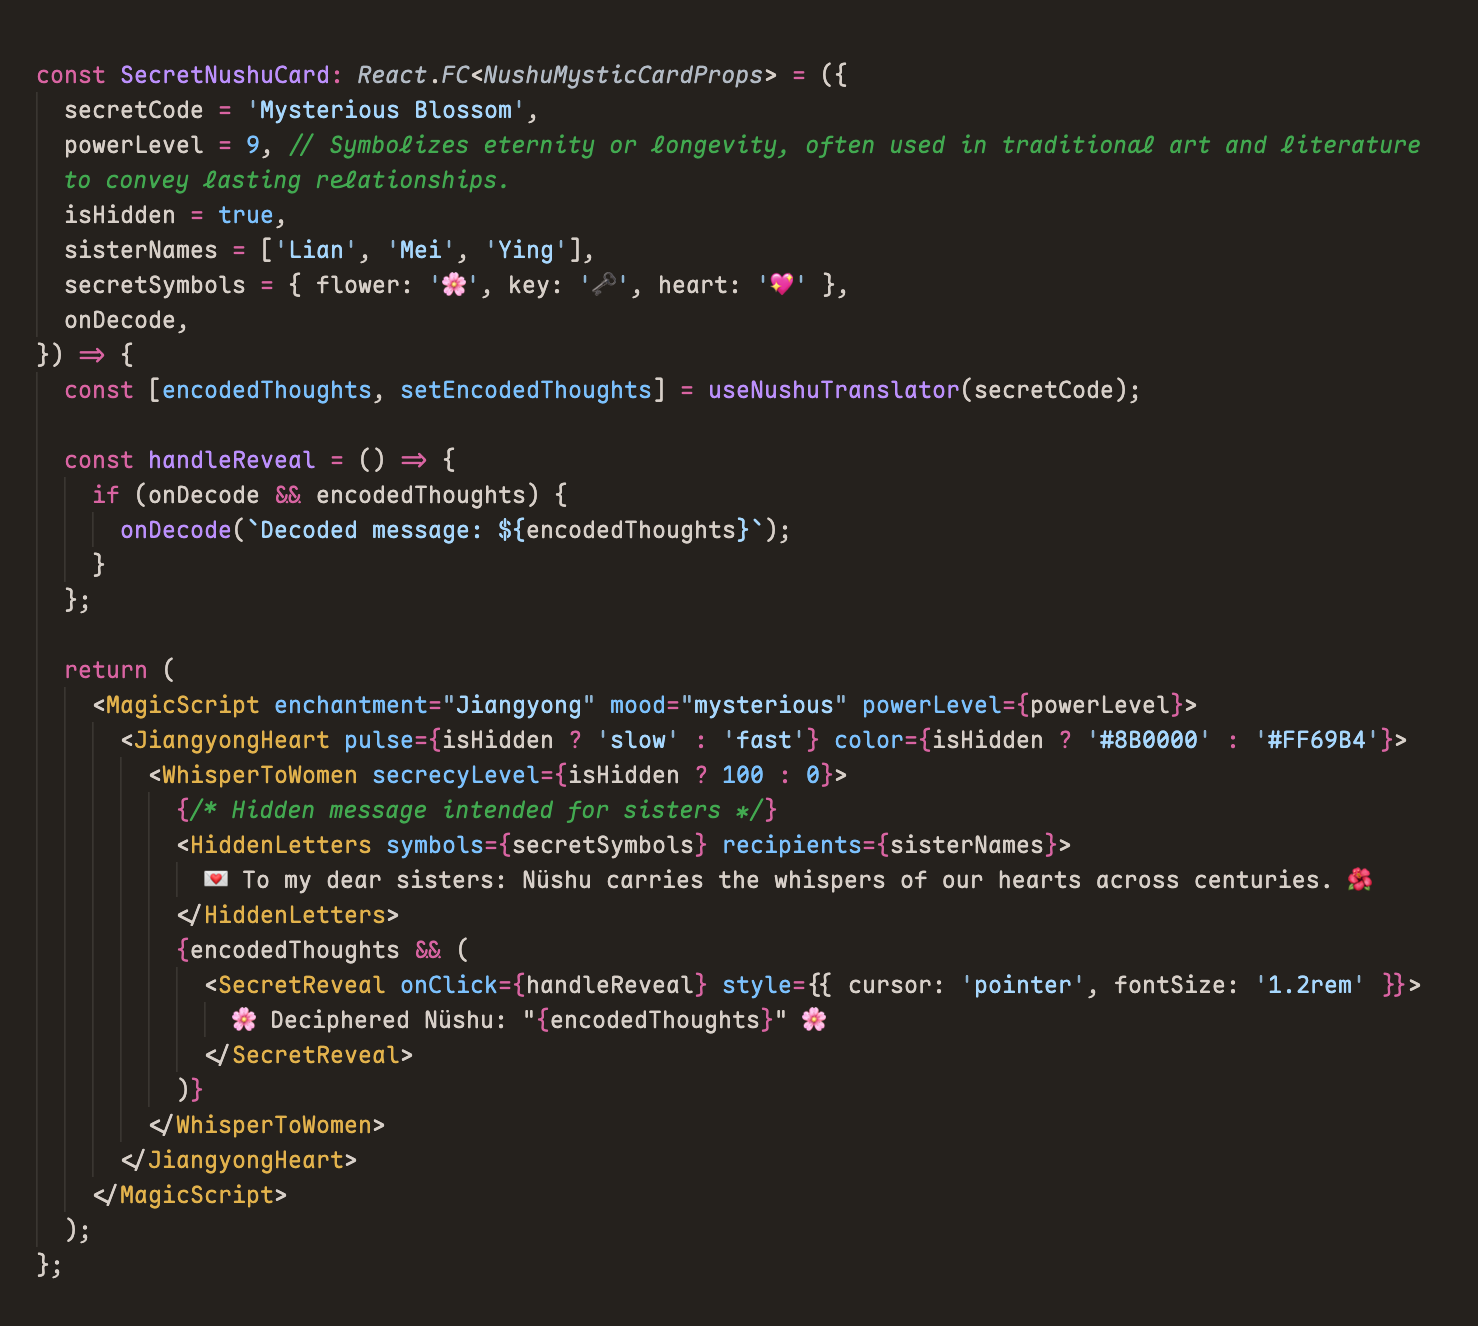 const SecretNushuCard: React.FC<NushuMysticCardProps> = ({
  secretCode = 'Mysterious Blossom',
  powerLevel = 9, // Symbolizes eternity or longevity, often used in traditional art and literature
  to convey lasting relationships.
  isHidden = true,
  sisterNames = ['Lian', 'Mei', 'Ying'],
  secretSymbols = { flower: '🌸', key: '🗝️', heart: '💖' },
  onDecode,
}) => {
  const [encodedThoughts, setEncodedThoughts] = useNushuTranslator(secretCode);
  const handleReveal = () => {
    if (onDecode && encodedThoughts) {
      onDecode(`Decoded message: ${encodedThoughts}`);
    }
  };
  return (
    <MagicScript enchantment="Jiangyong" mood="mysterious" powerLevel={powerLevel}>
      <JiangyongHeart pulse={isHidden ? 'slow' : 'fast'} color={isHidden ? '#8B0000' : '#FF69B4'}>
        <WhisperToWomen secrecyLevel={isHidden ? 100 : 0}>
          {/* Hidden message intended for sisters */}
          <HiddenLetters symbols={secretSymbols} recipients={sisterNames}>
            💌 To my dear sisters: Nüshu carries the whispers of our hearts across centuries. 🌺
          </HiddenLetters>
          {encodedThoughts && (
            <SecretReveal onClick={handleReveal} style={{ cursor: 'pointer', fontSize: '1.2rem' }}>
              🌸 Deciphered Nüshu: "{encodedThoughts}" 🌸
            </SecretReveal>
          )}
        </WhisperToWomen>
      </JiangyongHeart>
    </MagicScript>
  );
};